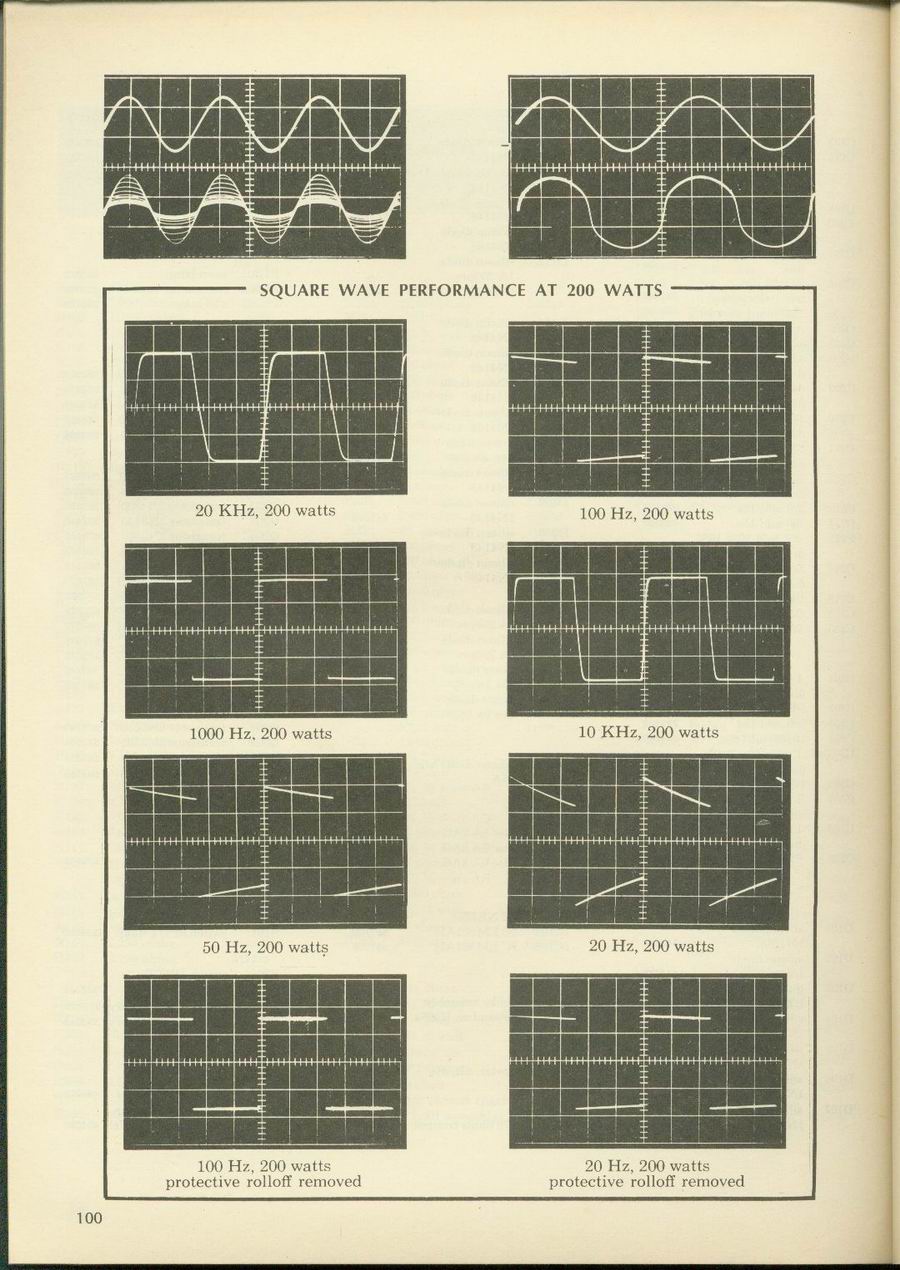 SQUARE WAVE PERFORMANCE AT 200 WATTS
20 KHz, 200 watts
100 Hz, 200 watts
1000 Hz, 200 watts
10 KHz, 200 watts
50 Hz, 200 watts
20 Hz, 200 watts
100 Hz, 200 watts
protective rolloff removed
20 Hz, 200 watts
protective rolloff removed
100